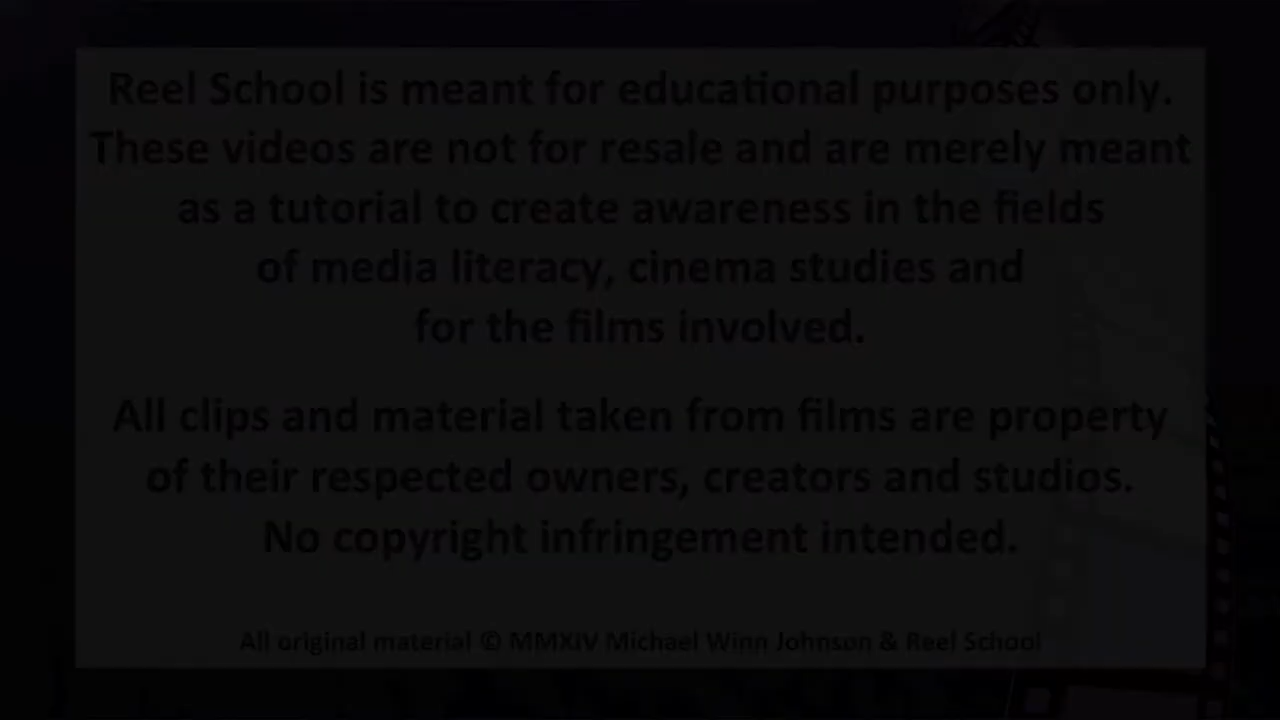 Reel School is meant for educational purposes only.
These videos are not for resale and are merely meant
as a tutorial to create awareness in the fields
of media literacy, cinema studies and
for the films involved.
All clips and material taken from films are property
of their respected owners, creators and studios.
No copyright infringement intended.
All original material © MMXIV Michael Winn Johnson & Reel School